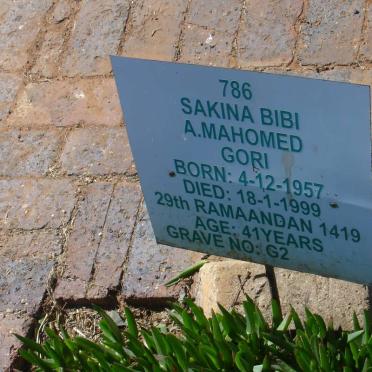 786
SAKINA BIBI
A.MAHOMED
GORI
BORN: 4-12-1957
DIED: 18-1-1999
29th RAMAANDAN 1419
AGE: 41YEARS
GRAVE NO: G2